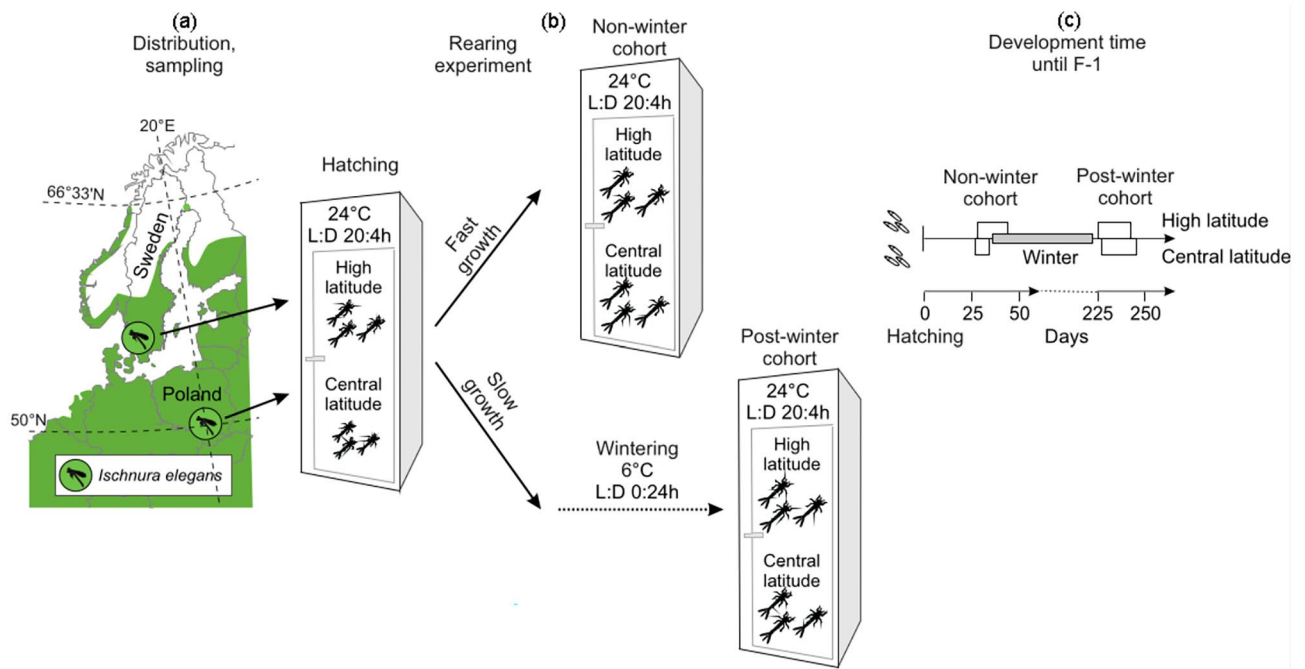 (a)
Distribution,
sampling
20°E
66°33'N
Sweden
Poland
50°N
Ischnura elegans
Hatching
24°C
L:D 20:4h
High
latitude
Central
latitude
(b)
Rearing
experiment
Fast
growth
Slow
growth
Non-winter
cohort
24°C
L:D 20:4h
High
latitude
Central
latitude
Wintering
6°C
L:D 0:24h
Post-winter
cohort
24°C
L:D 20:4h
High
latitude
Central
latitude
(c)
Development time
until F-1
Non-winter
cohort
Post-winter
cohort
High latitude
Winter
Central latitude
0 25 50 225 250
Hatching Days